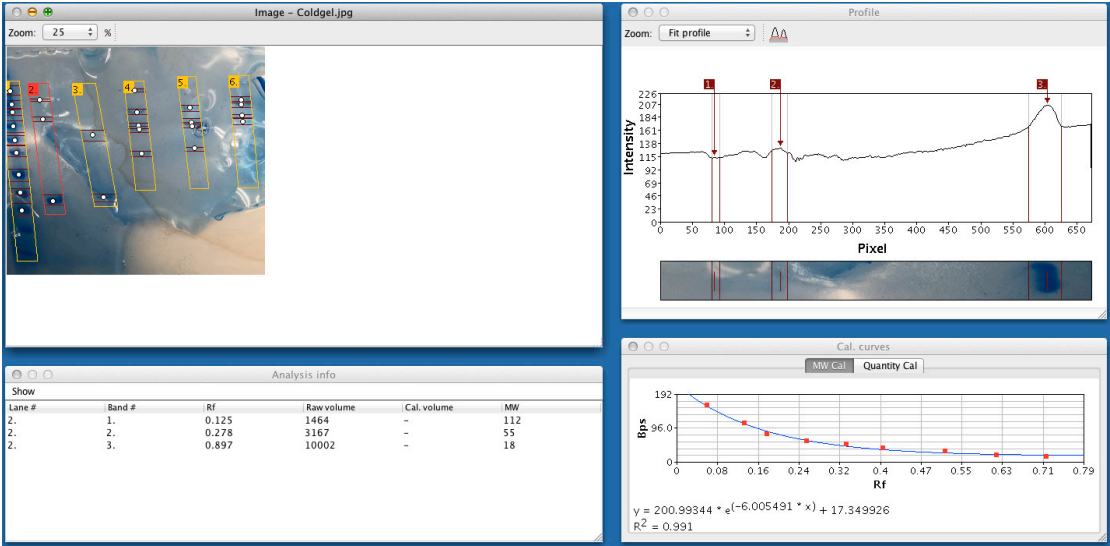 Image - Coldgel.jpg
Zoom: 25 %
2. 3. 4. 5. 6.
Profile
Zoom: Fit profile
1. 2. 3.
Intensity
226
207
184
161
138
115
92
69
46
23
0
0 50 100 150 200 250 300 350 400 450 500 550 600 650
Pixel
Analysis info
Show
Lane # Band # Rf Raw volume Cal. volume MW
2. 1. 0.125 1464 – 112
2. 2. 0.278 3167 – 55
2. 3. 0.897 10002 – 18
Cal. curves
MW Cal Quantity Cal
Bps
192
96.0
0
0 0.08 0.16 0.24 0.32 0.4 0.47 0.55 0.63 0.71 0.79
Rf
y = 200.99344 * e^(-6.005491 * x) + 17.349926
R² = 0.991